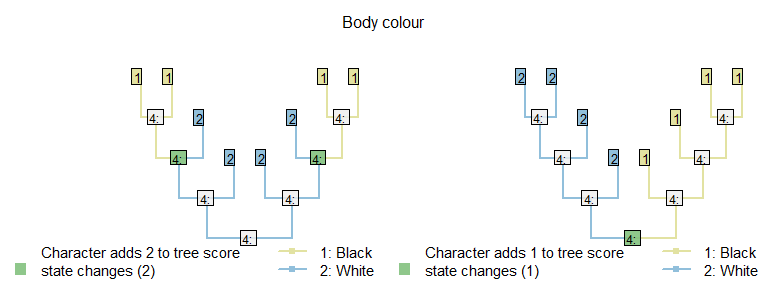 Body colour
1 1 1 1 2 2 1 1
4: 2 2 4: 4: 2 1 4:
4: 2 2 4: 4: 2 1 4:
4: 4: 4: 4:
4: 4:
Character adds 2 to tree score
state changes (2)
1: Black
2: White
Character adds 1 to tree score
state changes (1)
1: Black
2: White